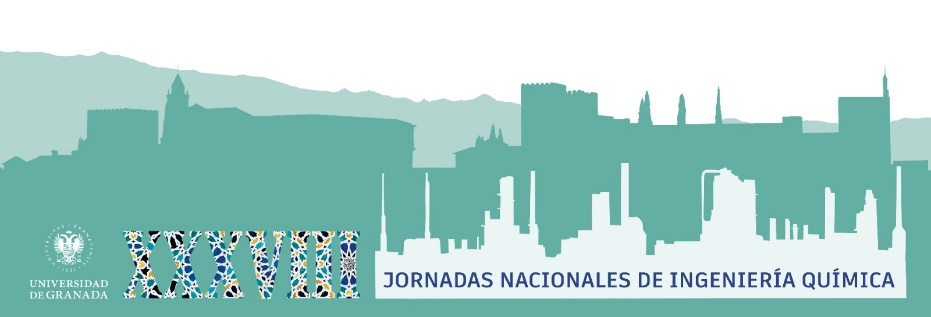 UNIVERSIDAD
DE GRANADA
XXXVIII
JORNADAS NACIONALES DE INGENIERÍA QUÍMICA